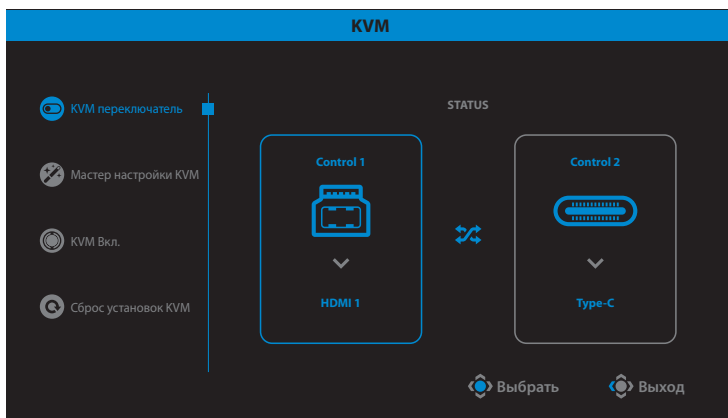 KVM
KVM переключатель
STATUS
Мастер настройки KVM
Control 1
Control 2
KVM Вкл.
Сброс установок KVM
HDMI 1
Type-C
Выбрать
Выход